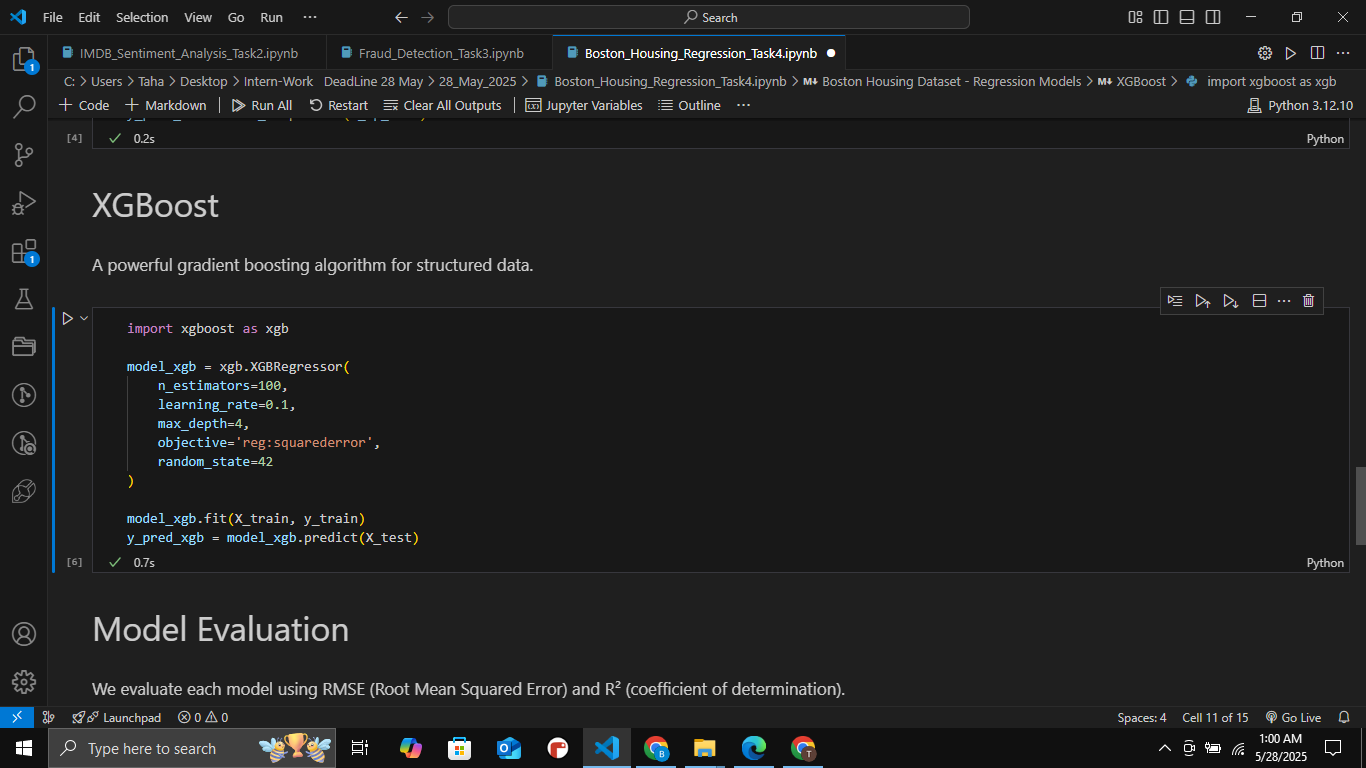 File Edit Selection View Go Run ··· Search
IMDB_Sentiment_Analysis_Task2.ipynb Fraud_Detection_Task3.ipynb Boston_Housing_Regression_Task4.ipynb
C: > Users > Taha > Desktop > Intern-Work DeadLine 28 May > 28_May_2025 > Boston_Housing_Regression_Task4.ipynb > M↓ Boston Housing Dataset - Regression Models > M↓ XGBoost > import xgboost as xgb
+ Code + Markdown Run All Restart Clear All Outputs Jupyter Variables Outline ··· Python 3.12.10
[4] 0.2s Python
XGBoost
A powerful gradient boosting algorithm for structured data.
import xgboost as xgb
model_xgb = xgb.XGBRegressor(
n_estimators=100,
learning_rate=0.1,
max_depth=4,
objective='reg:squarederror',
random_state=42
)
model_xgb.fit(X_train, y_train)
y_pred_xgb = model_xgb.predict(X_test)
[6] 0.7s Python
Model Evaluation
We evaluate each model using RMSE (Root Mean Squared Error) and R² (coefficient of determination).
1
1
Launchpad 0 0 Spaces: 4 Cell 11 of 15 Go Live
Type here to search B T 1:00 AM
5/28/2025